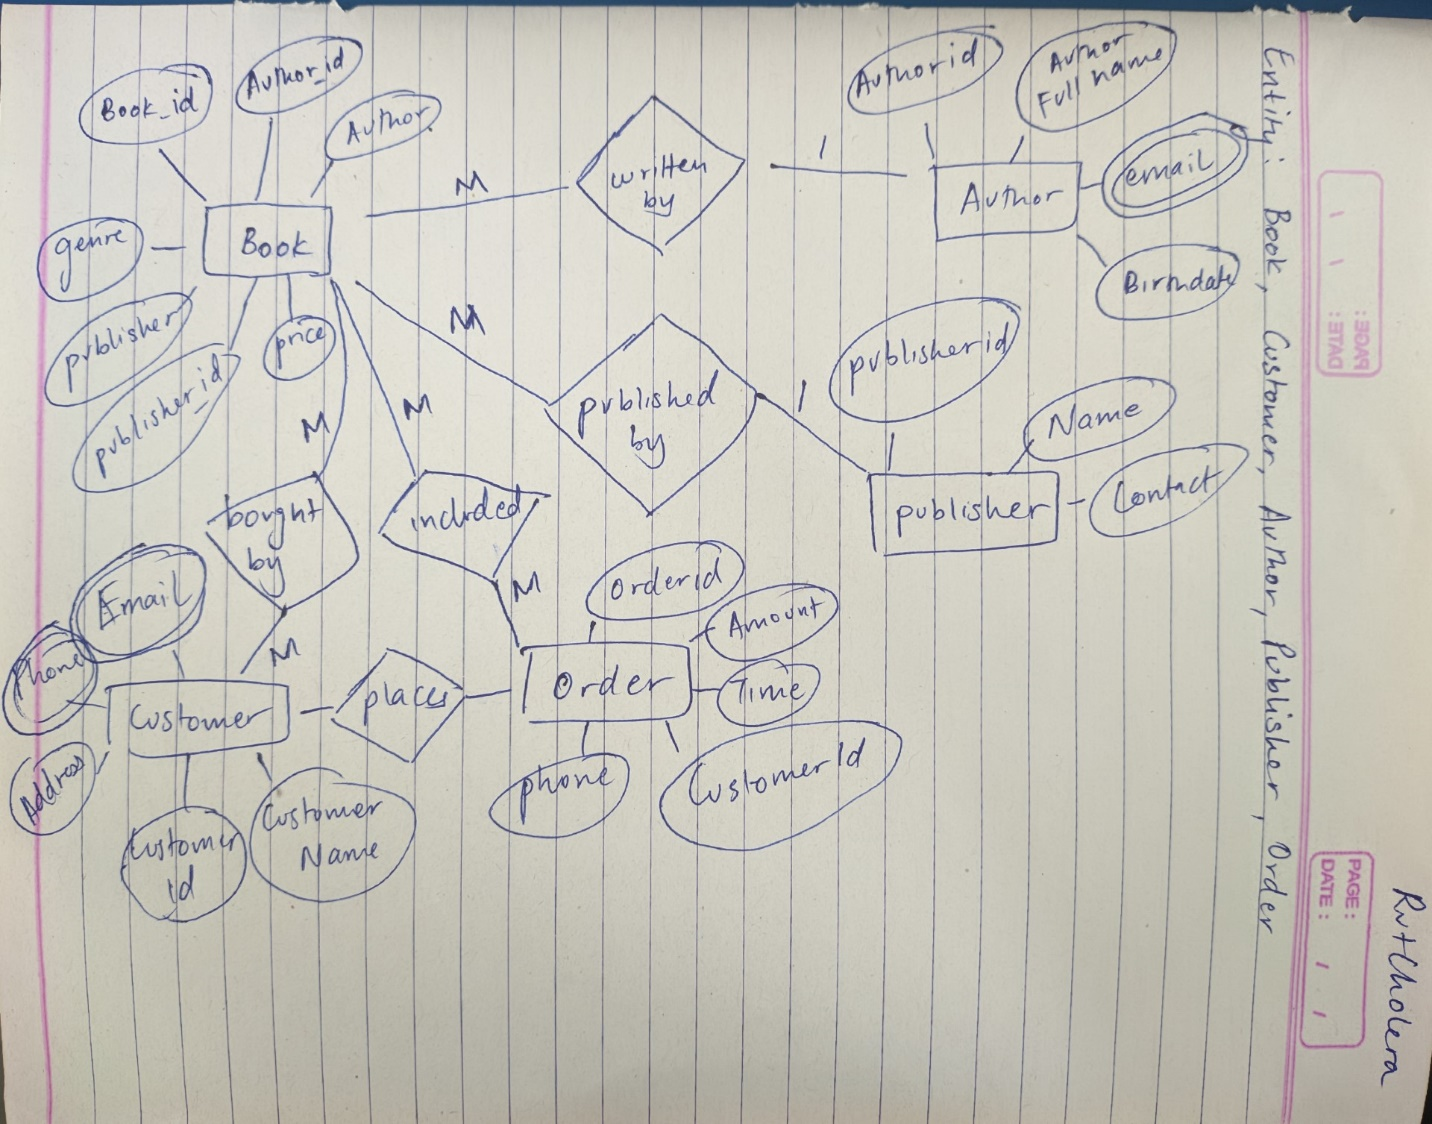 Book_id
Author_id
Author
genre
Book
publisher
publisher_id
price
M
written
by
1
Authorid
Author
Full name
Author
email
Birthdate
M
published
by
1
publisherid
publisher
Name
Contact
M
bought
by
M
M
included
M
Email
Phone
Address
Customer
Customer
Id
Customer
Name
places
Order
Orderid
Amount
Time
phone
CustomerId
Entity: Book, Customer, Author, Publisher, Order
PAGE:
DATE:
PAGE:
DATE:
RutCholera